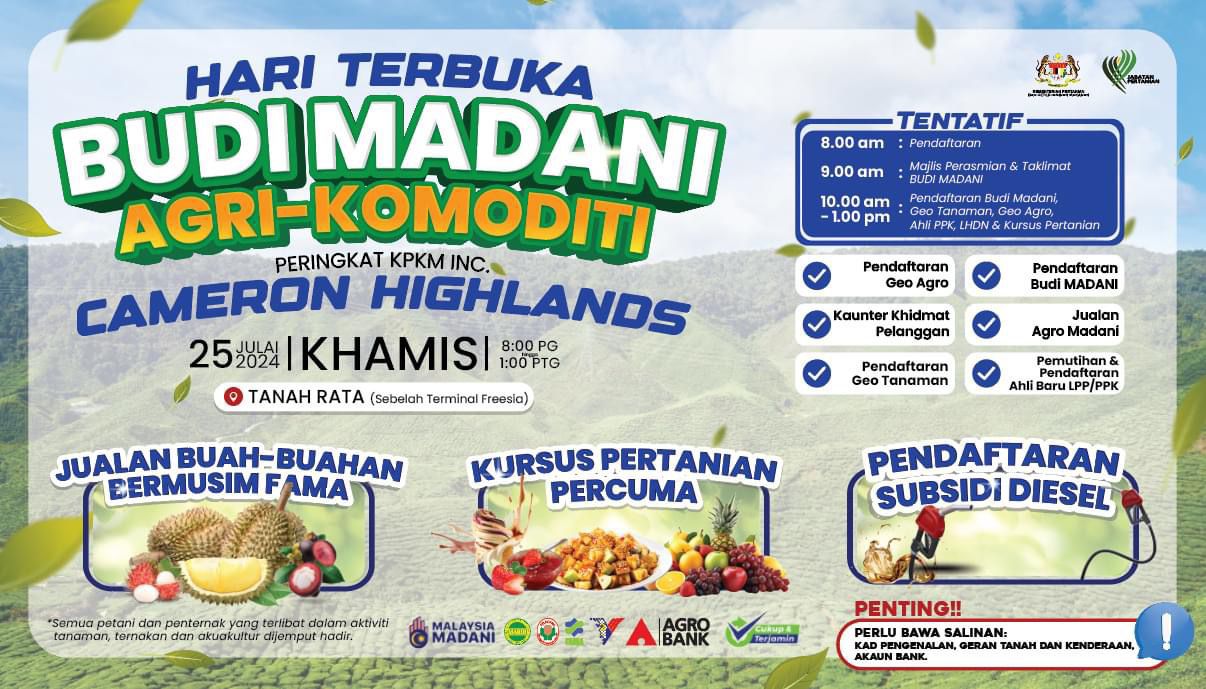 HARI TERBUKA
BUDI MADANI
AGRI-KOMODITI
PERINGKAT KPKM INC.
CAMERON HIGHLANDS
25 JULAI 2024 | KHAMIS | 8:00 PG hingga 1:00 PTG
TANAH RATA (Sebelah Terminal Freesia)
KEMENTERIAN PERTANIAN
DAN KETERJAMINAN MAKANAN
JABATAN
PERTANIAN
TENTATIF
8.00 am : Pendaftaran
9.00 am : Majlis Perasmian & Taklimat
BUDI MADANI
10.00 am
- 1.00 pm : Pendaftaran Budi Madani,
Geo Tanaman, Geo Agro,
Ahli PPK, LHDN & Kursus Pertanian
Pendaftaran
Geo Agro
Pendaftaran
Budi MADANI
Kaunter Khidmat
Pelanggan
Jualan
Agro Madani
Pendaftaran
Geo Tanaman
Pemutihan &
Pendaftaran
Ahli Baru LPP/PPK
JUALAN BUAH-BUAHAN
BERMUSIM FAMA
KURSUS PERTANIAN
PERCUMA
PENDAFTARAN
SUBSIDI DIESEL
*Semua petani dan penternak yang terlibat dalam aktiviti
tanaman, ternakan dan akuakultur dijemput hadir.
MALAYSIA
MADANI
AGRO
BANK
Cukup &
Terjamin
PENTING!!
PERLU BAWA SALINAN:
KAD PENGENALAN, GERAN TANAH DAN KENDERAAN,
AKAUN BANK.
!